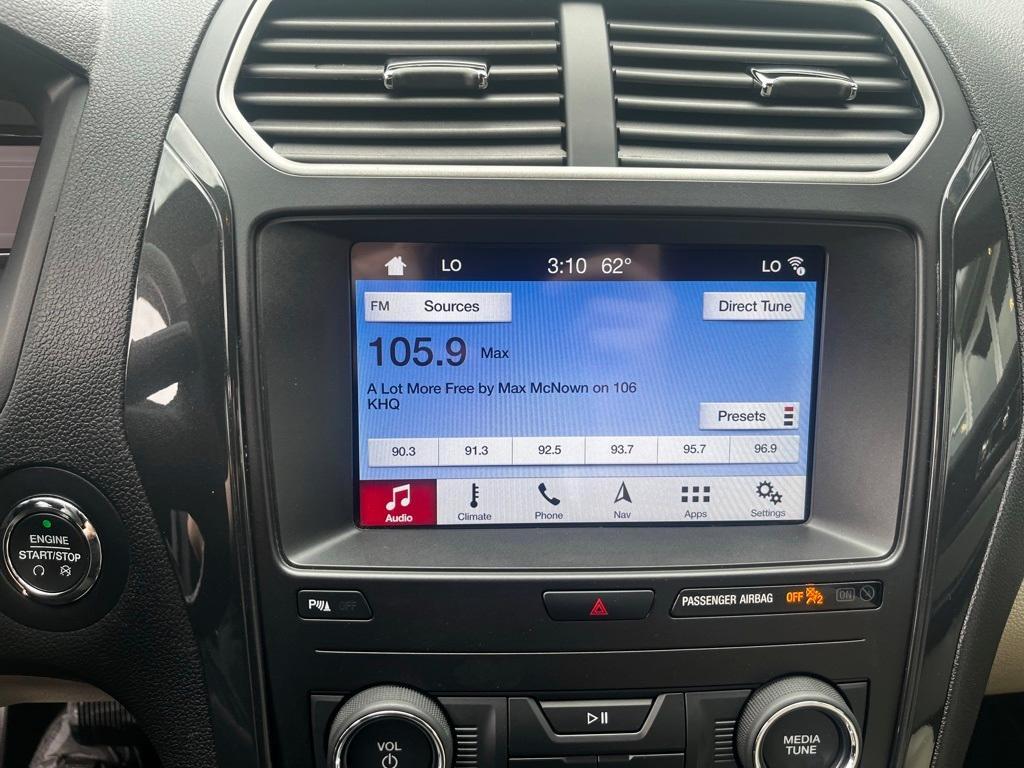 LO 3:10 62° LO
FM Sources Direct Tune
105.9 Max
A Lot More Free by Max McNown on 106
KHQ
Presets
90.3 91.3 92.5 93.7 95.7 96.9
Audio Climate Phone Nav Apps Settings
ENGINE
START/STOP
P OFF
PASSENGER AIRBAG OFF 2 ON
VOL
MEDIA
TUNE